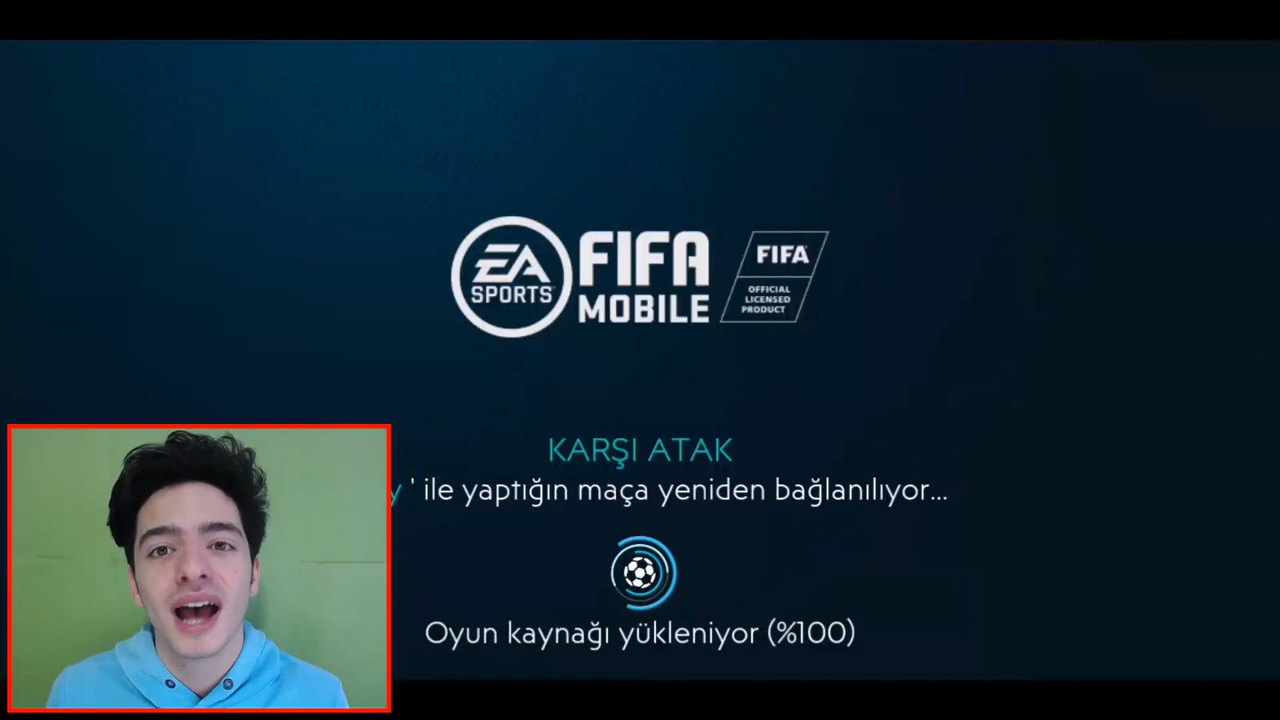 EA
SPORTS
FIFA
MOBILE
FIFA
OFFICIAL
LICENSED
PRODUCT
KARŞI ATAK
' ile yaptığın maça yeniden bağlanılıyor...
Oyun kaynağı yükleniyor (%100)